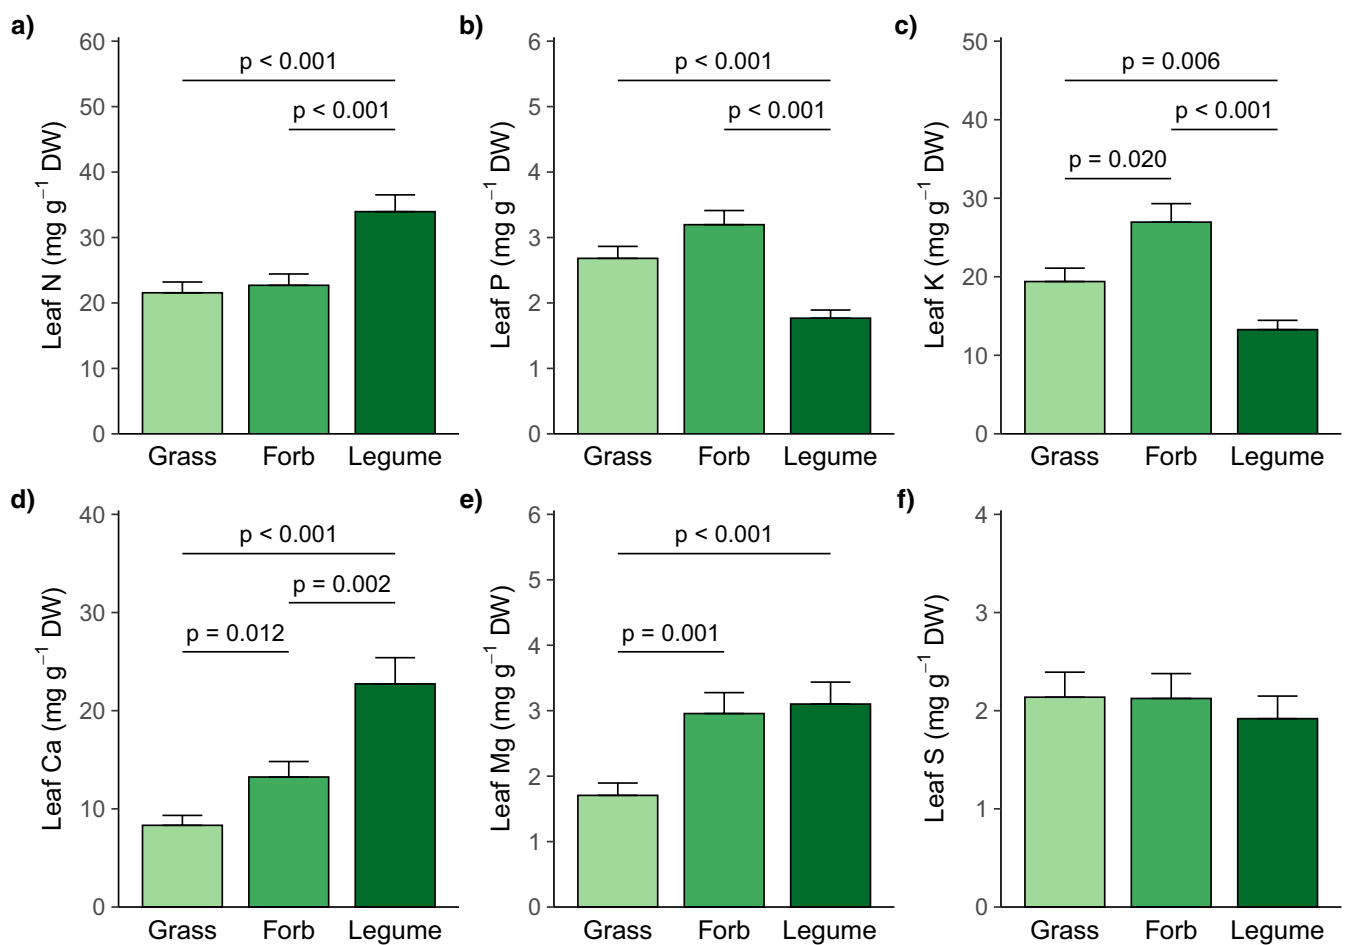 a)
Leaf N (mg g⁻¹ DW)
60
50
40
30
20
10
0
p < 0.001
p < 0.001
Grass Forb Legume
b)
Leaf P (mg g⁻¹ DW)
6
5
4
3
2
1
0
p < 0.001
p < 0.001
Grass Forb Legume
c)
Leaf K (mg g⁻¹ DW)
50
40
30
20
10
0
p = 0.006
p < 0.001
p = 0.020
Grass Forb Legume
d)
Leaf Ca (mg g⁻¹ DW)
40
30
20
10
0
p < 0.001
p = 0.002
p = 0.012
Grass Forb Legume
e)
Leaf Mg (mg g⁻¹ DW)
6
5
4
3
2
1
0
p < 0.001
p = 0.001
Grass Forb Legume
f)
Leaf S (mg g⁻¹ DW)
4
3
2
1
0
Grass Forb Legume